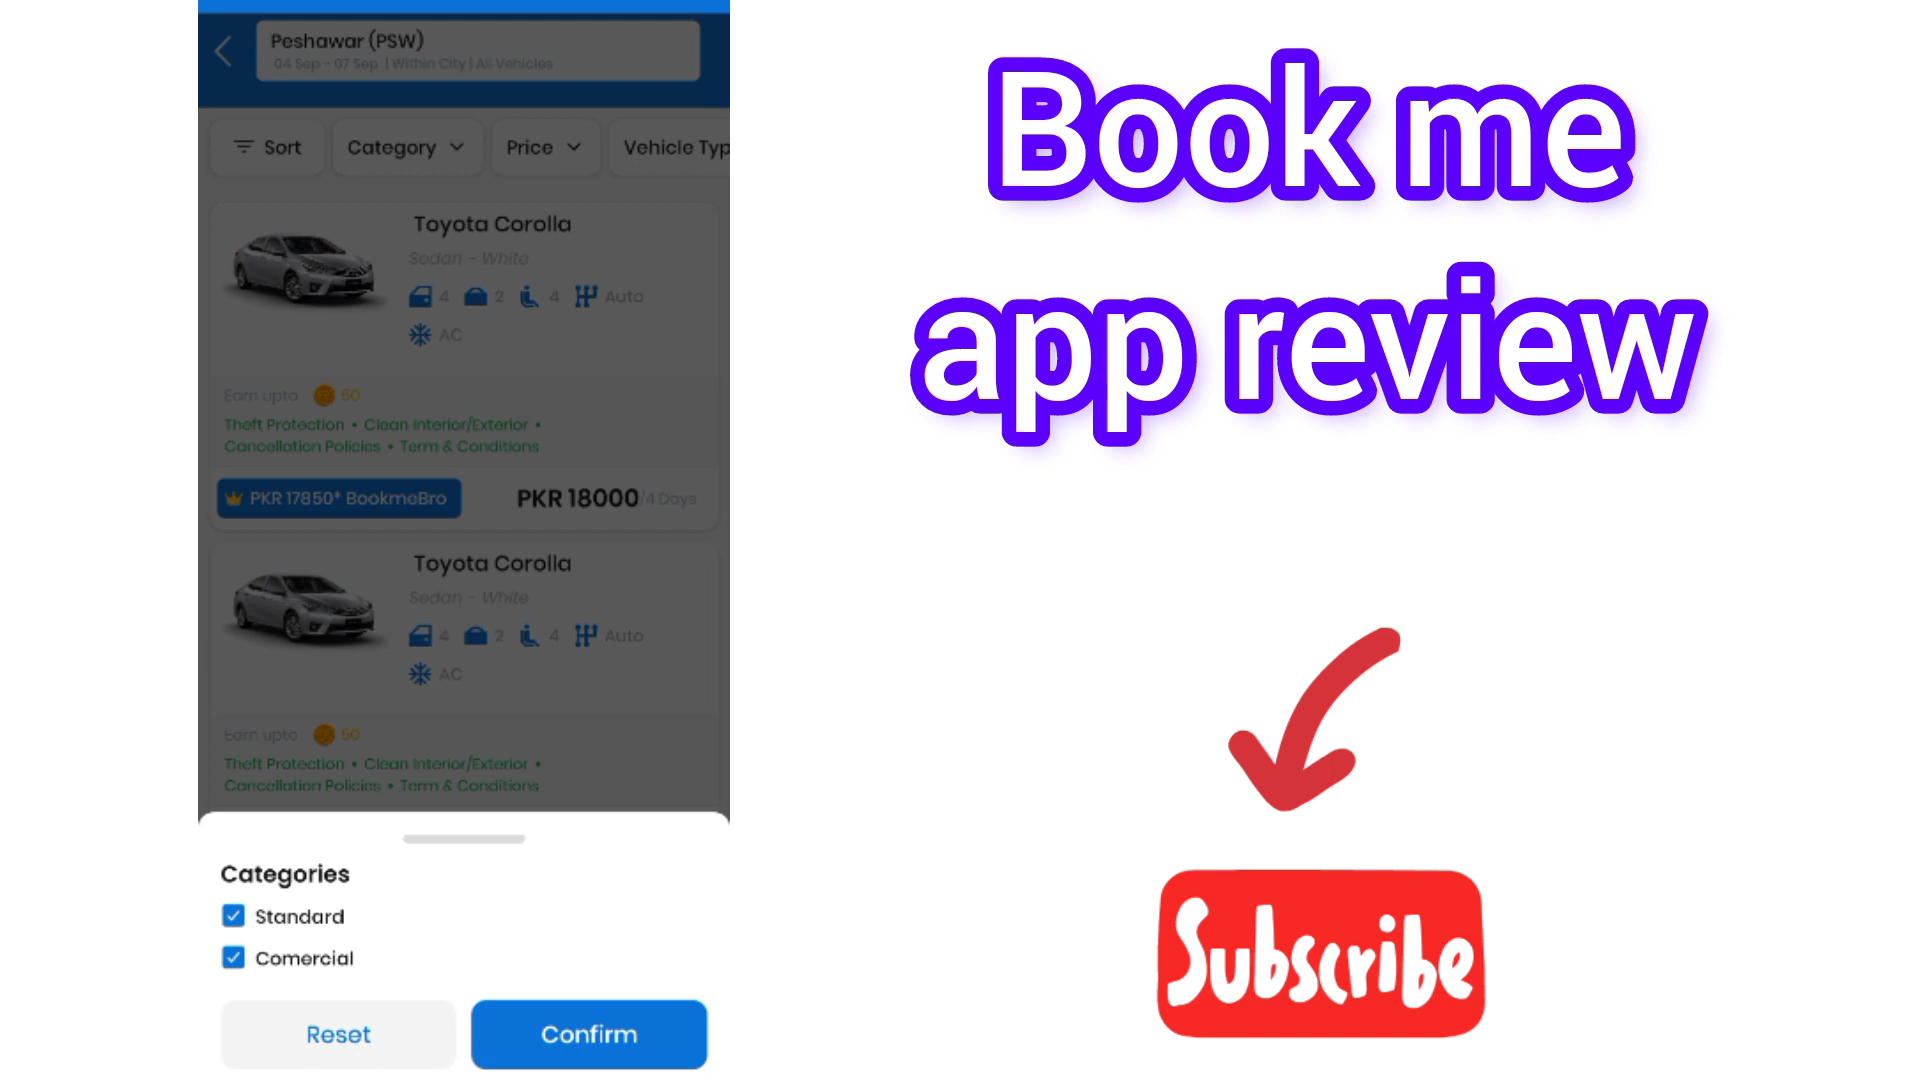 Peshawar (PSW)
04 Sep - 07 Sep | Within City | All Vehicles
Sort Category Price Vehicle Typ
Toyota Corolla
Sedan - White
4 2 4 Auto
AC
Earn upto 50
Theft Protection • Clean Interior/Exterior •
Cancellation Policies • Term & Conditions
PKR 17850* BookmeBro PKR 18000/4 Days
Toyota Corolla
Sedan - White
4 2 4 Auto
AC
Earn upto 50
Theft Protection • Clean Interior/Exterior •
Cancellation Policies • Term & Conditions
Categories
Standard
Comercial
Reset Confirm
Book me
app review
Subscribe